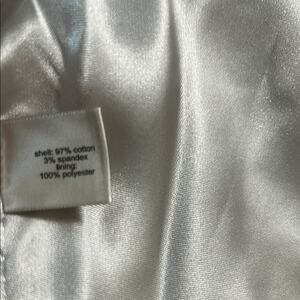 shell: 97% cotton
3% spandex
lining:
100% polyester